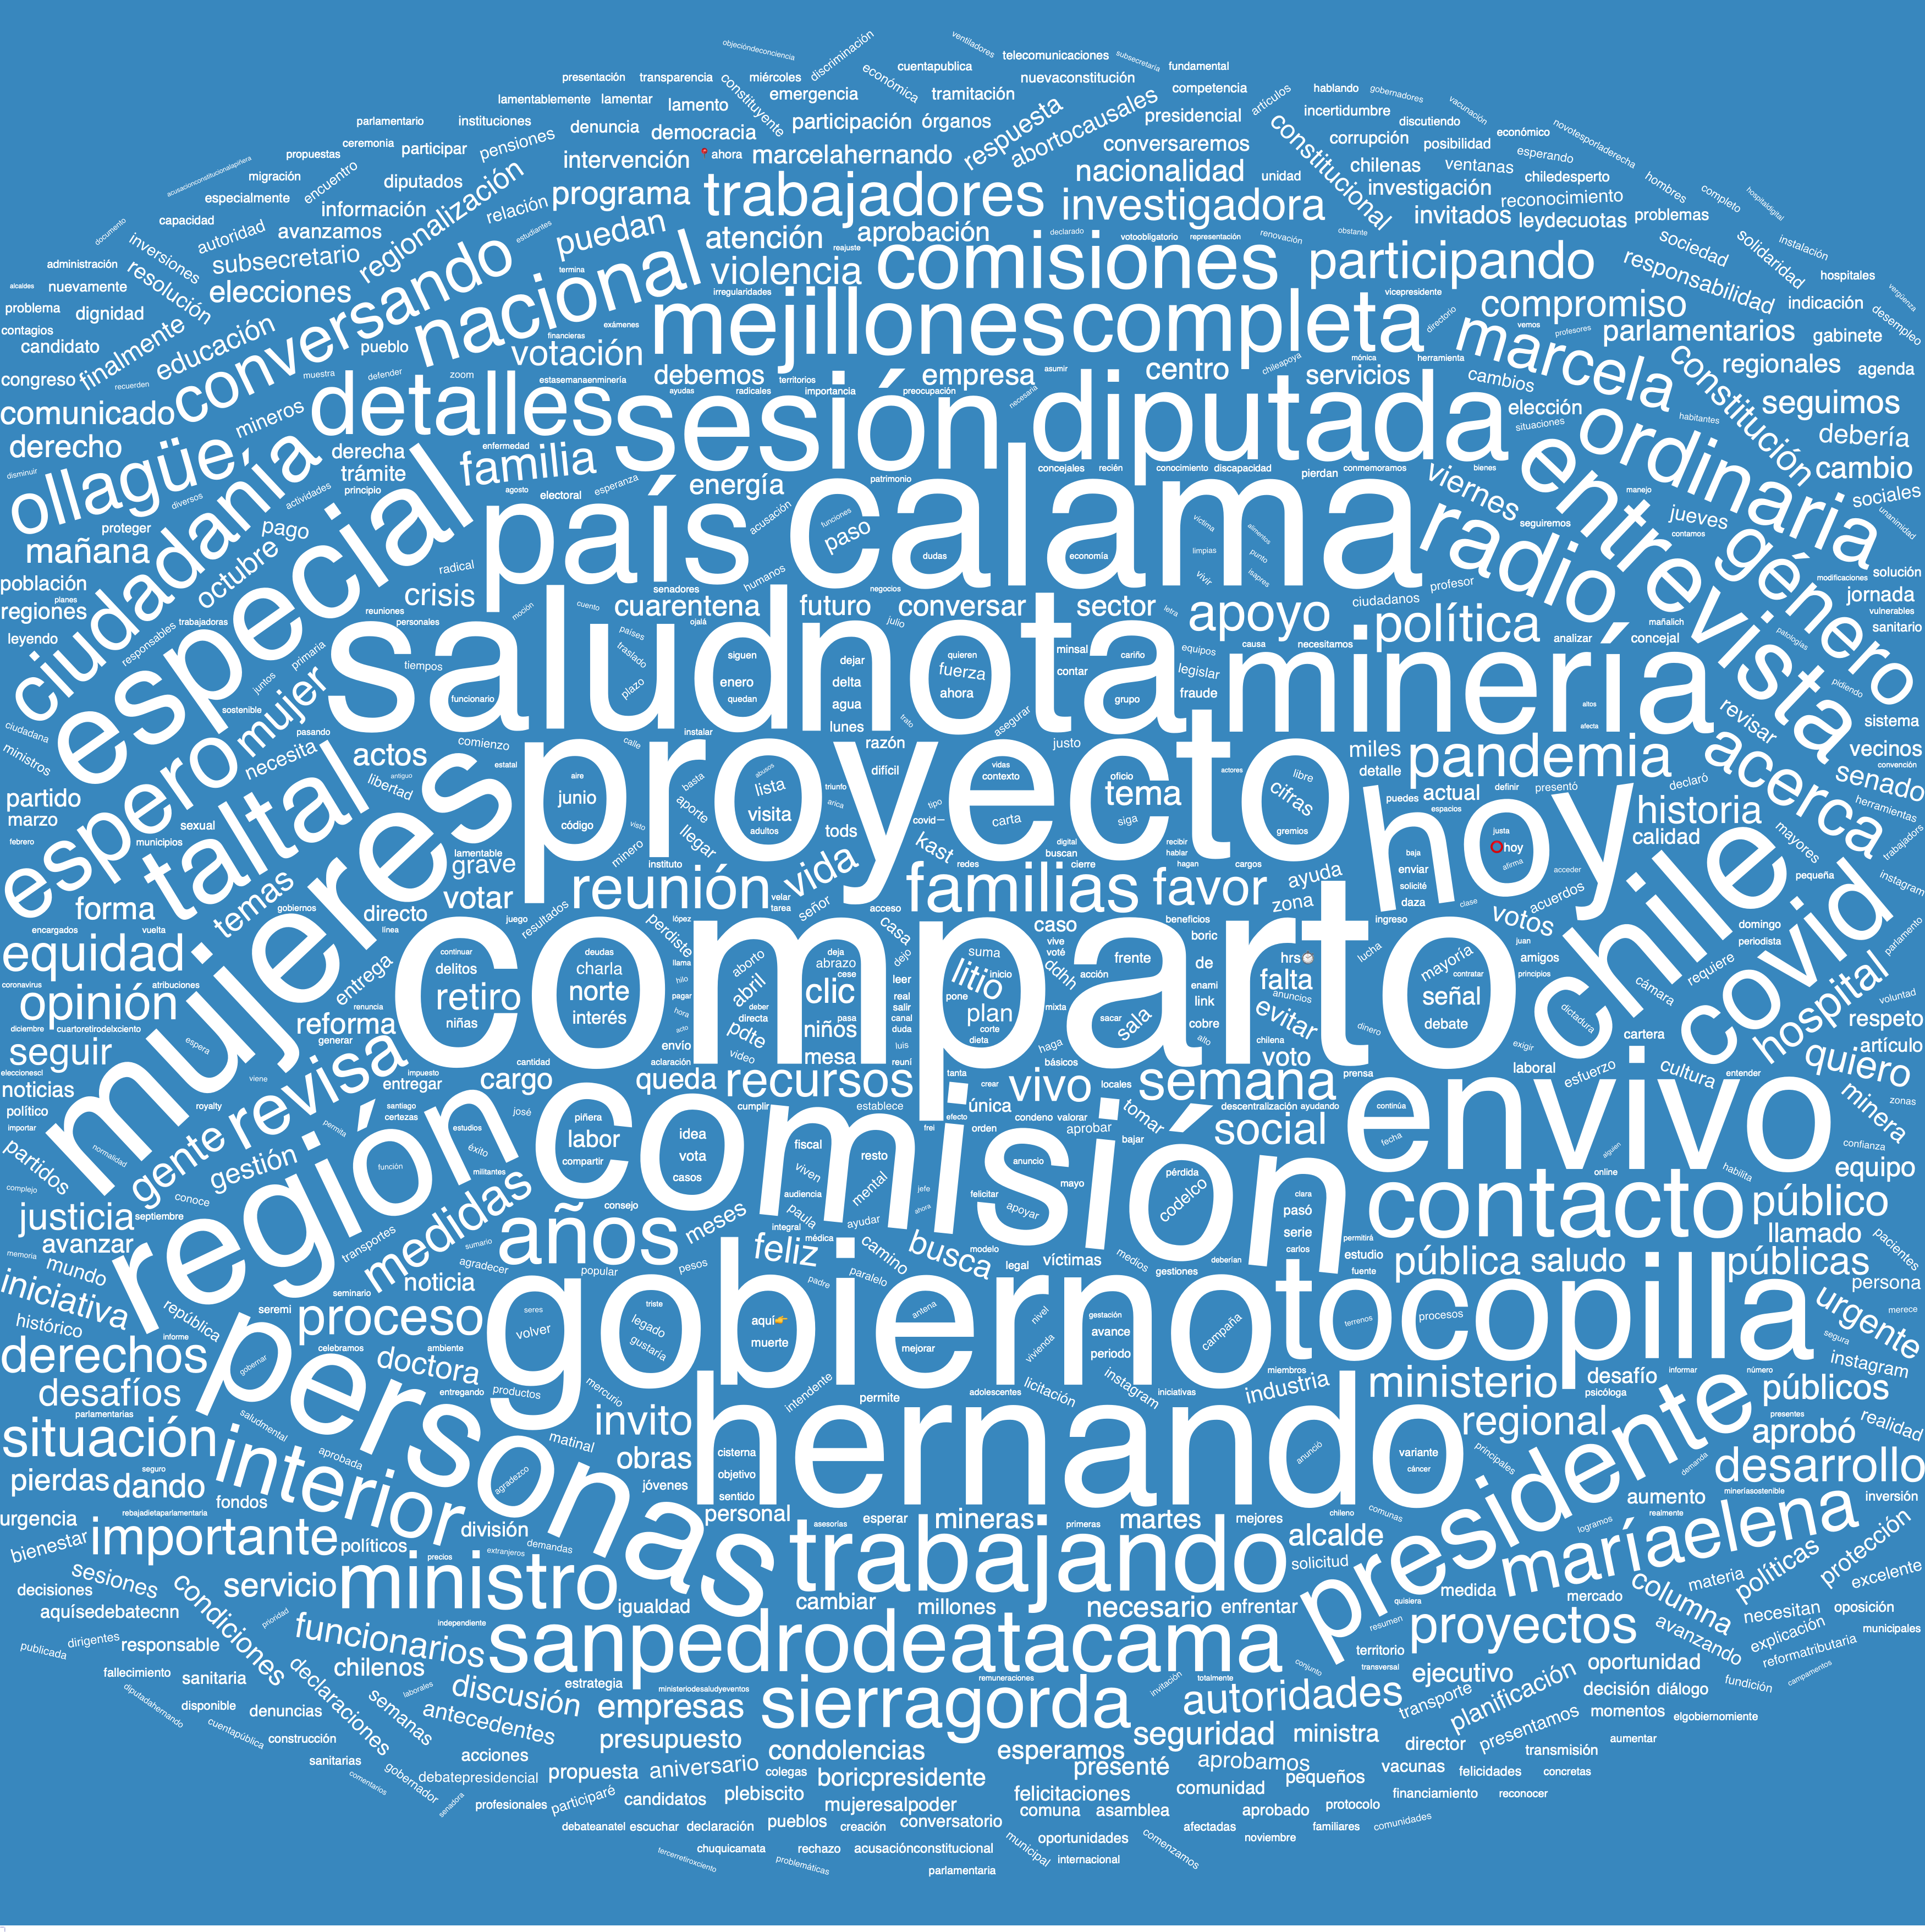 objecióndeconciencia
discriminación
ventiladores
telecomunicaciones
subsecretaría
fundamental
presentación transparencia miércoles
económica
cuentapublica
nuevaconstitución
constituyente
lamentablemente lamentar lamento
emergencia
tramitación
competencia
hablando
gobernadores
vacunación
parlamentario instituciones denuncia democracia
participación órganos
respuesta
abortocausales
presidencial
artículos
incertidumbre
discutiendo
novotesporladerecha
ceremonia participar pensiones
intervención
📍ahora
marcelahernando
conversaremos
constitucional
corrupción posibilidad
económico
propuestas
acusacionconstitucionalapiñera
migración
encuentro
diputados
regionalización
programa
trabajadores
nacionalidad unidad
chilenas ventanas
esperando
chiledesperto
hombres
especialmente
información
relación
investigadora
investigación
reconocimiento
completo
hospitaldigital
capacidad
autoridad
avanzamos
estudiantes
puedan
atención
aprobación
invitados leydecuotas problemas
documento
inversiones
subsecretario
conversando
nacional
reajuste
declarado votoobligatorio representación renovación obstante
sociedad
solidaridad
instalación
administración
resolución
termina
violencia
comisiones
participando
responsabilidad
hospitales
alcaldes nuevamente
elecciones
irregularidades
vicepresidente
compromiso
indicación
vergüenza
problema dignidad
financieras exámenes
mejillones
completa
directorio
vemos profesores
parlamentarios gabinete
desempleo
contagios
finalmente
educación
pueblo
votación
candidato
marcela
constitución
regionales agenda
congreso
recuerden
muestra defender zoom
estasemanaenminería
debemos territorios
empresa
centro
chileapoya
mónica herramienta
asumir
servicios
cambios
comunicado
mineros
detalles
ayudas radicales importancia preocupación necesaria
sesión
diputada
elección
habitantes
seguimos
derecho
ollagüe
derecha
enfermedad
familia
situaciones
ordinaria
debería
disminuir
diversos
ciudadanía
trámite
principio
actividades
agosto electoral esperanza
energía
patrimonio
concejales recién conocimiento discapacidad pierdan conmemoramos
viernes
bienes
entrevista
cambio
sociales
proteger
pago
especial
país
acusación
funciones
paso
calama
dudas
economía
víctima
alimentos
limpias
punto
isapres
vivir
radio
seguiremos
manejo
jueves
contamos
género
unanimidad
mañana
octubre
radical
crisis
senadores
humanos
negocios
profesor
solución
modificaciones
población
planes
regiones
reuniones
personales
moción
cuento
ojalá
cuarentena
futuro
julio
conversar
sector
letra
apoyo
ciudadanos
política
mañalich
jornada
vulnerables
sanitario
leyendo
responsables
trabajadoras
primaria
tiempos
salud
funcionario
países
traslado
plazo
siguen
quedan
dejar
enero delta
agua
lunes
nota
quieren
fuerza
ahora
minsal
contar
cariño
grupo
equipos
legislar
fraude
causa necesitamos
minería
analizar
concejal
altos
afecta
patologías
pidiendo
revisar
sistema
ciudadana
ministros
juntos
sostenible
mujer
pasando
necesita
actos
comienzo
instalar
calle
trato
razón
asegurar
justo
miles
detalle
pandemia
acerca
vecinos
convención
senado
partido
marzo
espero
taltal
libertad
antiguo
estatal
proyecto
aire
junio
código
basta
aporte
visto
abusos
lista
visita
adultos
triunfo
arica
difícil
tods
tipo
covid—
vidas
contexto
carta
oficio
tema
siga
actores
libre
cifras
gremios
puedes
actual
espacios
definir
presentó
declaró
hoy
justa
⭕hoy
afirma
historia
calidad
herramientas
trabajadors
febrero
municipios
sexual
mujeres
lamentable
grave
minero
instituto
llegar
kast
redes
digital
buscan
cierre
recibir
hablar
hagan
cargos
baja
enviar
solicité
daza
acceder
clase
acuerdos
chile
mayores
pequeña
instagram
forma
temas
gobiernos
votar
reunión
velar
tarea
vida
señor
acceso
familias
favor
ayuda
zona
ingreso
votos
juan
amigos
domingo
periodista
parlamento
encargados vuelta
directo
línea
juego
resultados
lópez
perdiste
casa
caso
beneficios
boric
lucha
equidad
coronavirus
atribuciones
entrega
renuncia
comparto
continuar
delitos
retiro
niñas
deudas
charla
norte
interés
llama
hilo
pagar
hora
acto
aborto
abril
deber
directa
pdte
video
deja
abrazo
cese
clic
pasa
niños
mesa
dejo
leer
real
salir
canal
duda
luis
reuní
suma
litio
inicio
pone
plan
corte
dieta
vive
voté
ddhh
acción
mixta
frente
sacar
sala
de
enami
link
cobre
alto
hrs⌚
falta
anuncios
evitar
chilena
voto
dinero
mayoría
contratar
señal
debate
principios
dictadura
cámara
requiere
covid
hospital
voluntad
opinión
diciembre cuartoretirodelxciento
reforma
generar
respeto
exigir
cartera
artículo
seguir
espera
revisa
impuesto
entregar
cantidad
cargo
envío
aclaración
queda
recursos
tanta
crear
haga
básicos
vivo
locales
semana
prensa
laboral
esfuerzo
cultura
entender
quiero
eleccionescl
noticias
viene
royalty
político
importar
santiago
certezas
permita
estudios
josé
cumplir
establece
efecto
única
frei
orden
condeno valorar
aprobar
tomar
bajar
descentralización ayudando
social
envivo
continúa
fecha
alguien
minera
zonas
confianza
partidos
normalidad
gente
gestión
región
función
éxito
militantes
comisión
piñera
labor
compartir
idea
vota
casos
fiscal
viven
resto
mental
jefe
ahora
anuncio
felicitar
apoyar
mayo
pérdida
codelco
clara
pasó
serie
online
habilita
equipo
complejo
conoce
septiembre
justicia
avanzar
transportes
medidas
sumario
años
consejo
meses
audiencia
paula
integral
médica
ayudar
camino
busca
modelo
legal
víctimas
medios
gestiones
deberían
carlos
permitirá
estudio
fuente
contacto
público
llamado
pacientes
memoria
mundo
iniciativa
noticia
seminario
agradecer
popular
pesos
feliz
padre
paralelo
pública saludo
públicas
persona
histórico
república
seremi
proceso
gobierno
seres
volver
triste
legado
gustaría
aquí👉
muerte
mejorar
antena
nivel
vivienda
gestación
avance
periodo
campaña
tocopilla
terrenos
procesos
merece
segura
urgente
derechos
informe
gobernar
celebramos
ambiente
doctora
entregando
productos
mercurio
intendente
permite
adolescentes
licitación
instagram
iniciativas
miembros
industria
ministerio
desafío
psicóloga
informar
número
instagram
desafíos
parlamentarias
personas
saludmental
aprobada
matinal
invito
hernando
cisterna
objetivo
sentido
anunció
variante
cáncer
regional
principales
presidente
demanda
públicos
presentes
aprobó
realidad
situación
interior
agradezco
obras
jóvenes
desarrollo
pierdas
seguro
dando
fondos
rebajadietaparlamentaria
división
demandas
personal
asesorías
esperar
mineras
primeras
martes
mejores
chileno
comunas
alcalde
aumento
mineríasostenible
realmente
inversión
urgencia
bienestar
importante
políticos
precios
extranjeros
trabajando
solicitud
logramos
maríaelena
protección
decisiones
sesiones
condiciones
servicio
ministro
igualdad
cambiar
millones
necesario
enfrentar
quisiera
medida
mercado
columna
materia
políticas
excelente
aquísedebatecnn
prioridad
independiente
resumen
proyectos
necesitan
oposición
municipales
publicada
dirigentes
responsable
funcionarios
sanpedrodeatacama
territorio
transversal
avanzando
explicación
reformatributaria
fallecimiento
sanitaria
declaraciones
chilenos
laborales
discusión
estrategia
ministeriodesaludyeventos
remuneraciones
invitación
totalmente
conjunto
ejecutivo
oportunidad
fundición
campamentos
diputadahernando
disponible
denuncias
semanas
antecedentes
empresas
sierragorda
autoridades
transporte
planificación
decisión diálogo
cuentapública
construcción
presupuesto
seguridad
ministra
presentamos
momentos
elgobiernomiente
sanitarias
acciones
condolencias
esperamos
director
transmisión
aumentar
comentarios
gobernador
debatepresidencial
propuesta aniversario
colegas
boricpresidente
presenté
aprobamos
pequeños
vacunas felicidades concretas
senadora
profesionales participaré
candidatos plebiscito
mujeresalpoder
felicitaciones
comunidad
financiamiento reconocer
debateanatel escuchar declaración
pueblos creación conversatorio
comuna asamblea
aprobado
protocolo
afectadas
familiares
comunidades
tercerretiroxciento
chuquicamata
rechazo acusaciónconstitucional
municipal
oportunidades
comenzamos
noviembre
problemáticas
parlamentaria
internacional